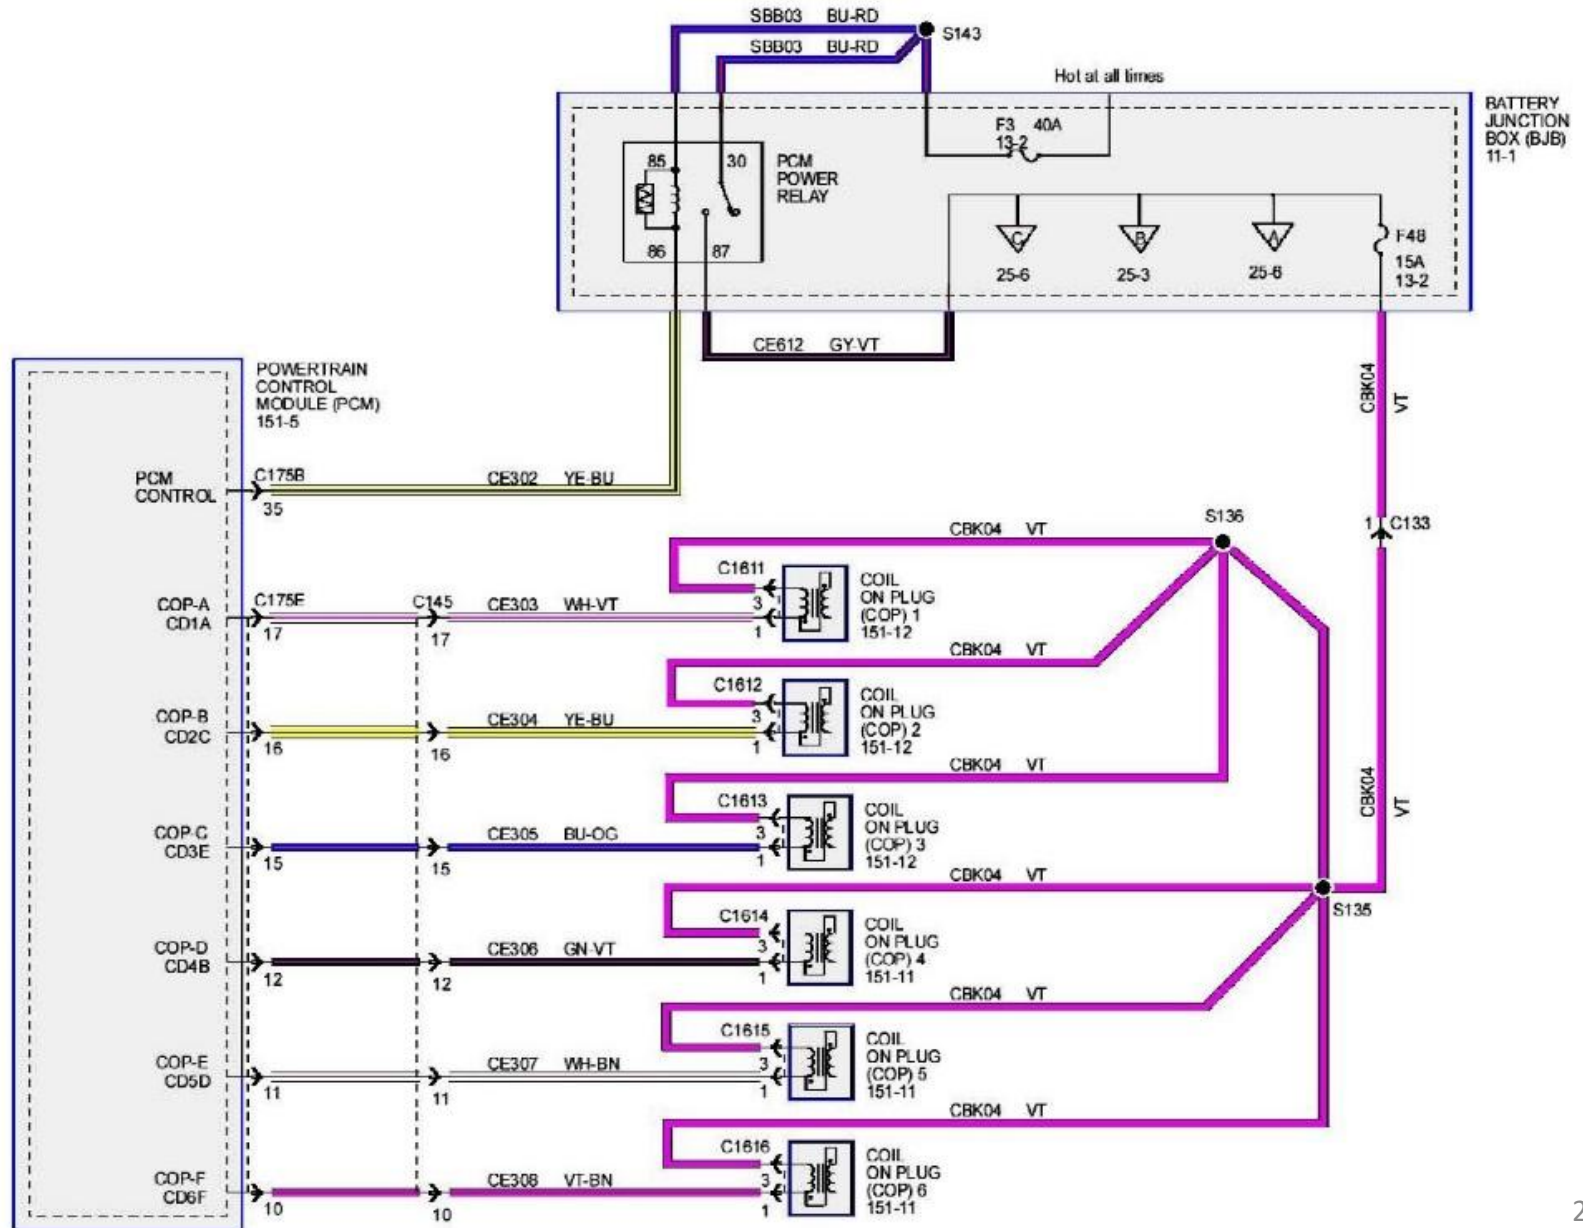 SBB03 BU-RD
SBB03 BU-RD
S143
Hot at all times
BATTERY
JUNCTION
BOX (BJB)
11-1
F3 40A
13-2
85
30
PCM
POWER
RELAY
86
87
C
25-6
B
25-3
A
25-6
F48
15A
13-2
CE612 GY-VT
POWERTRAIN
CONTROL
MODULE (PCM)
151-5
CBK04 VT
PCM
CONTROL
C175B
35
CE302 YE-BU
S136
1
C133
CBK04 VT
C1611
COIL
ON PLUG
(COP) 1
151-12
3
1
COP-A
CD1A
C175E
17
C145
17
CE303 WH-VT
CBK04 VT
C1612
COIL
ON PLUG
(COP) 2
151-12
3
1
COP-B
CD2C
16
16
CE304 YE-BU
CBK04 VT
CBK04 VT
C1613
COIL
ON PLUG
(COP) 3
151-12
3
1
COP-C
CD3E
15
15
CE305 BU-OG
CBK04 VT
S135
C1614
COIL
ON PLUG
(COP) 4
151-11
3
1
COP-D
CD4B
12
12
CE306 GN-VT
CBK04 VT
C1615
COIL
ON PLUG
(COP) 5
151-11
3
1
COP-E
CD5D
11
11
CE307 WH-BN
CBK04 VT
C1616
COIL
ON PLUG
(COP) 6
151-11
3
1
COP-F
CD6F
10
10
CE308 VT-BN
2